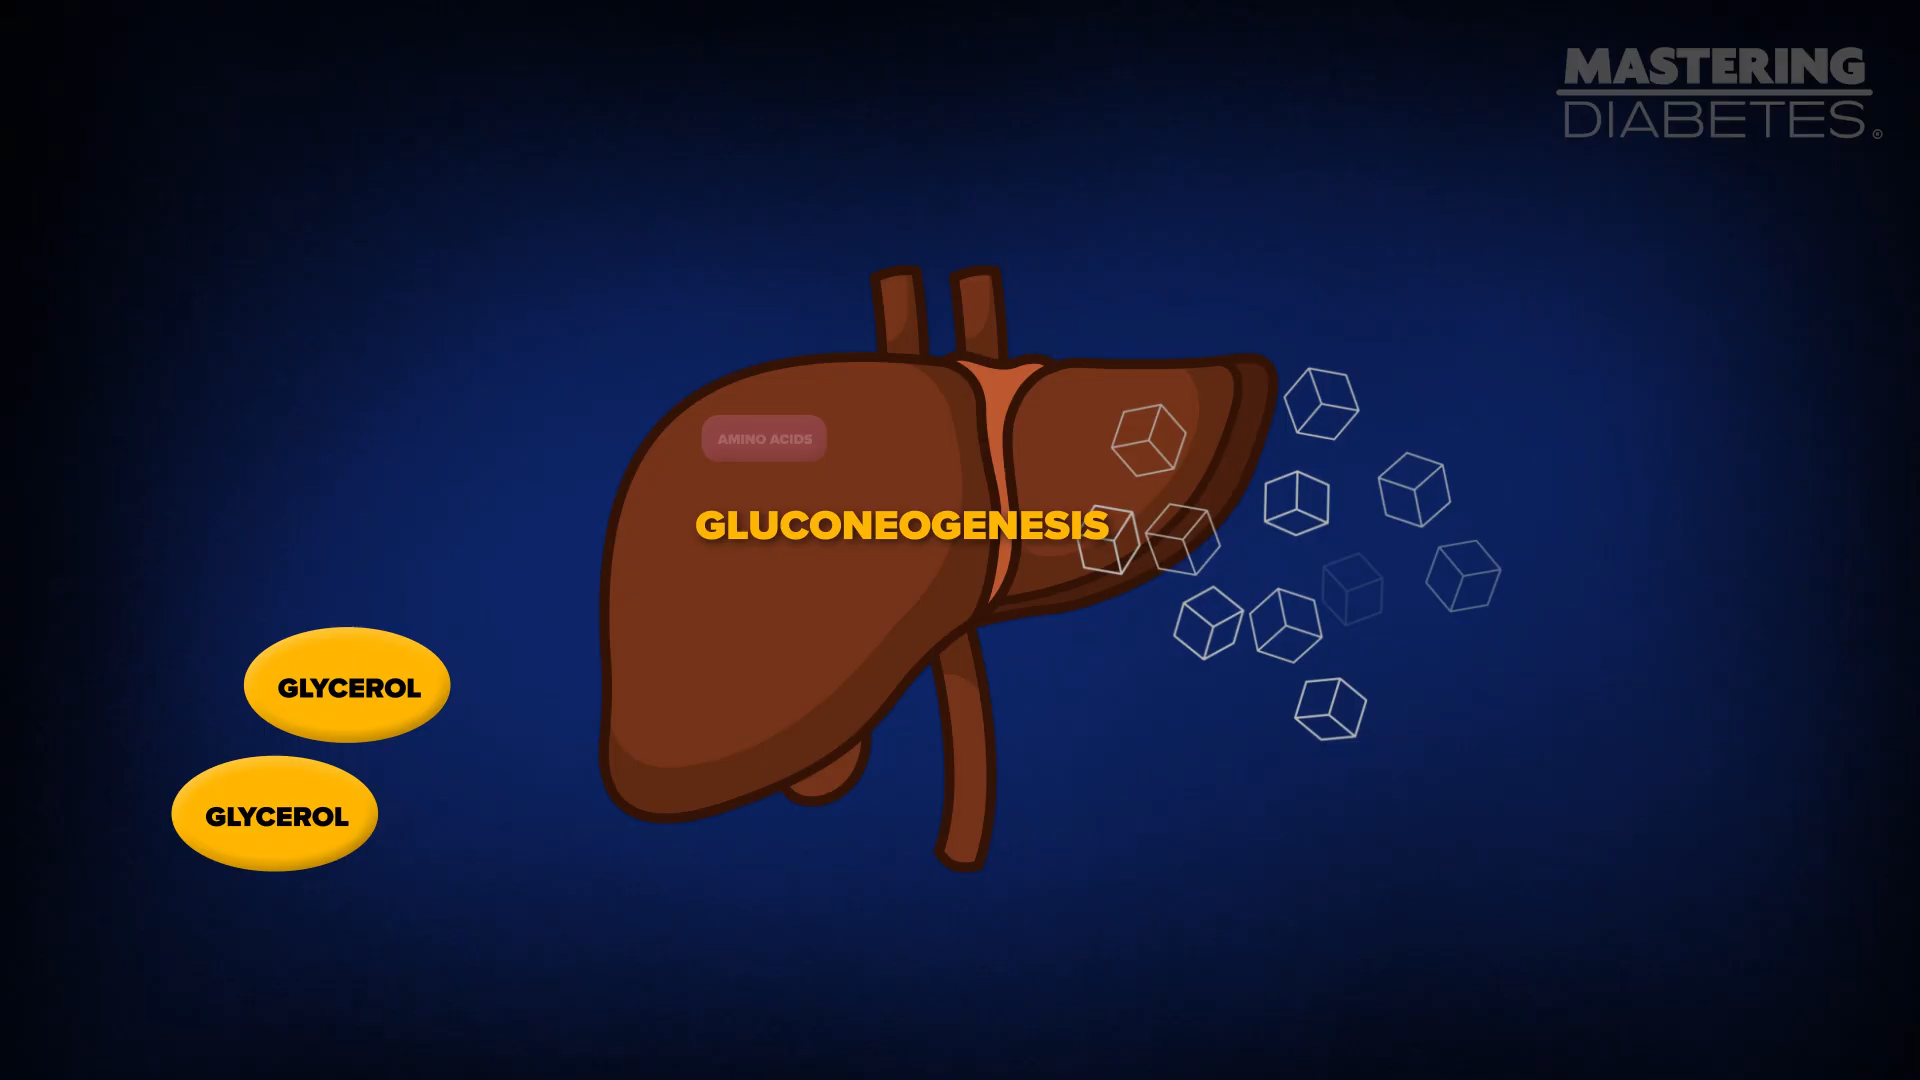 MASTERING
DIABETES®
AMINO ACIDS
GLUCONEOGENESIS
GLYCEROL
GLYCEROL